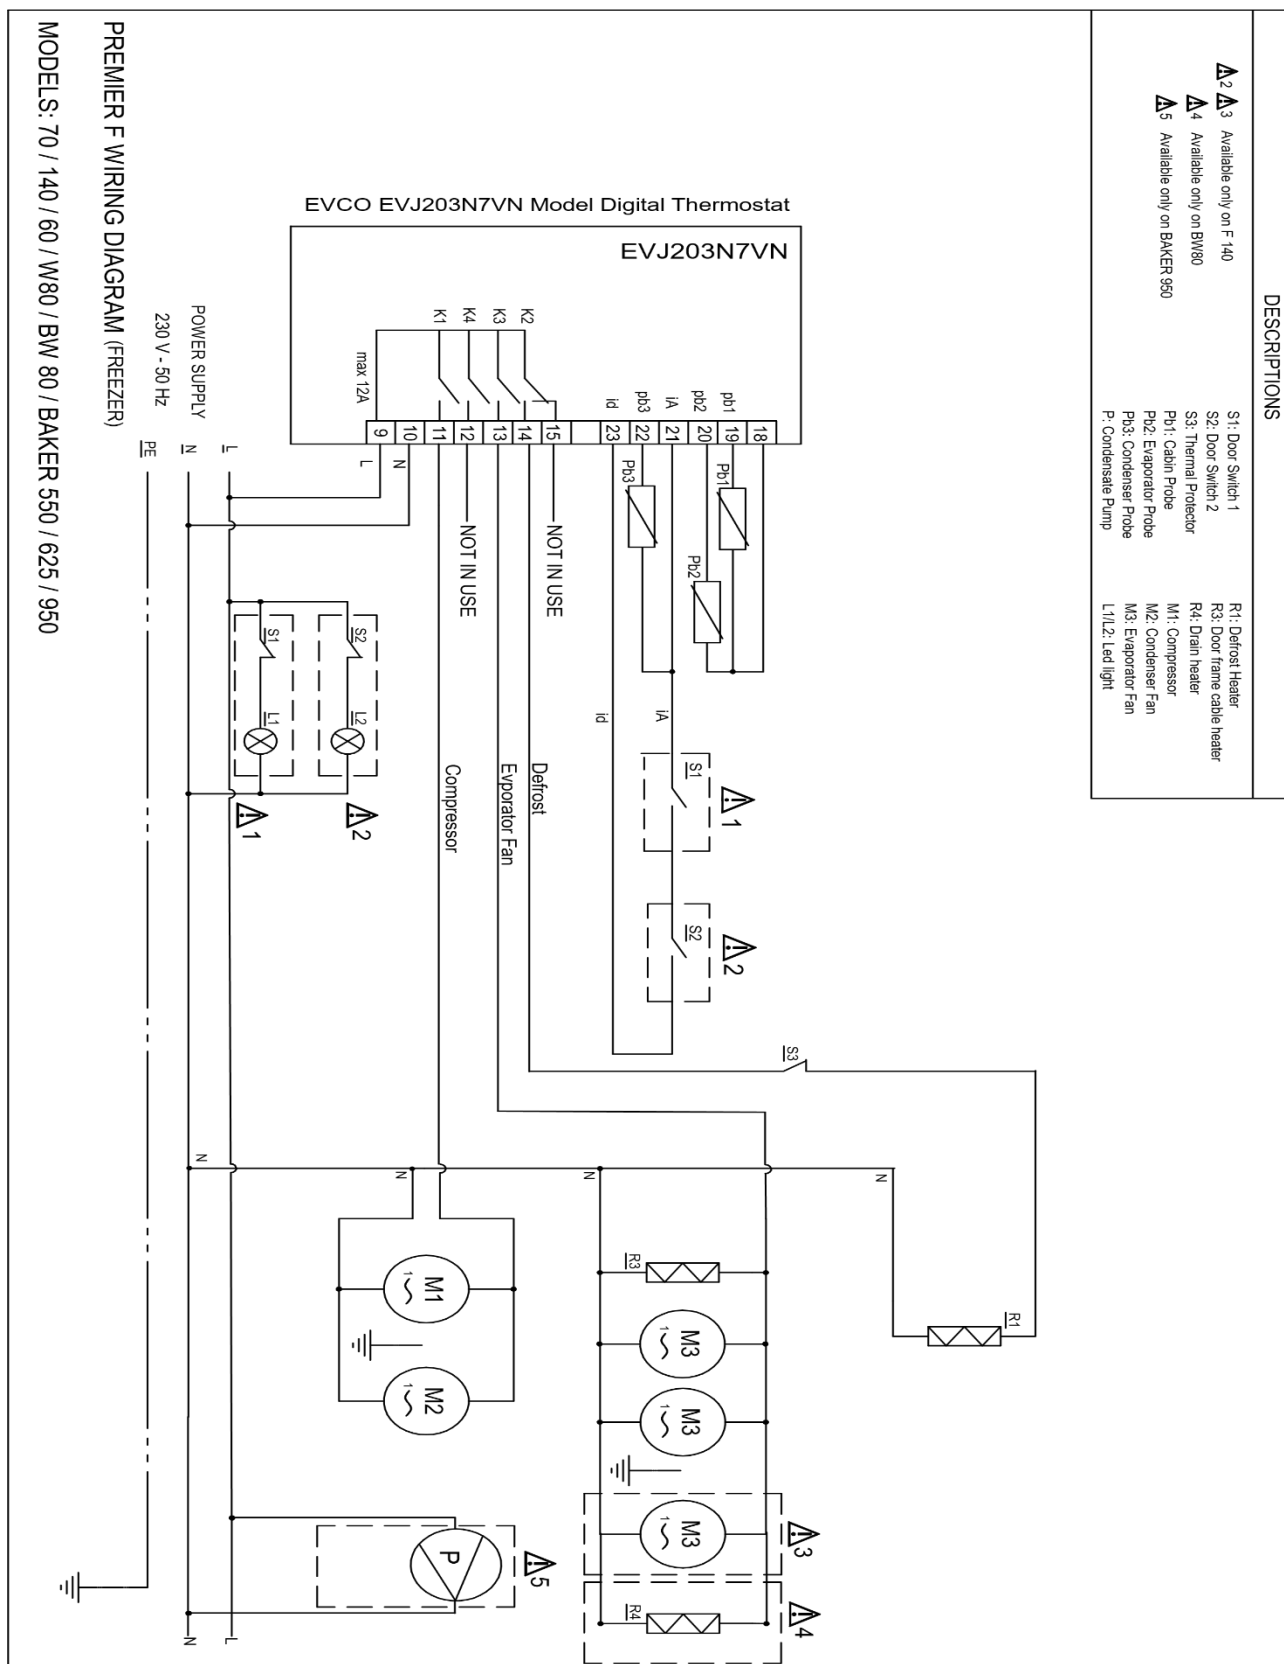 DESCRIPTIONS
2 3 Available only on F 140
4 Available only on BW80
5 Available only on BAKER 950
S1: Door Switch 1
S2: Door Switch 2
S3: Thermal Protector
Pb1: Cabin Probe
Pb2: Evaporator Probe
Pb3: Condenser Probe
P: Condensate Pump
R1: Defrost Heater
R3: Door frame cable heater
R4: Drain heater
M1: Compressor
M2: Condenser Fan
M3: Evaporator Fan
L1/L2: Led light
EVCO EVJ203N7VN Model Digital Thermostat
EVJ203N7VN
K1
K4
K3
K2
max 12A
id
pb3
iA
pb2
pb1
9
10
11
12
13
14
15
23
22
21
20
19
18
L
N
NOT IN USE
NOT IN USE
Pb3
Pb2
Pb1
id
iA
S1
1
S2
2
S3
Compressor
Evporator Fan
Defrost
S1
L1
1
S2
L2
2
POWER SUPPLY
230 V - 50 Hz
L
N
PE
N
N
N
N
M1
1
M2
1
R3
M3
1
M3
1
M3
1
3
R4
4
R1
P
5
L
N
PREMIER F WIRING DIAGRAM (FREEZER)
MODELS: 70 / 140 / 60 / W80 / BW 80 / BAKER 550 / 625 / 950